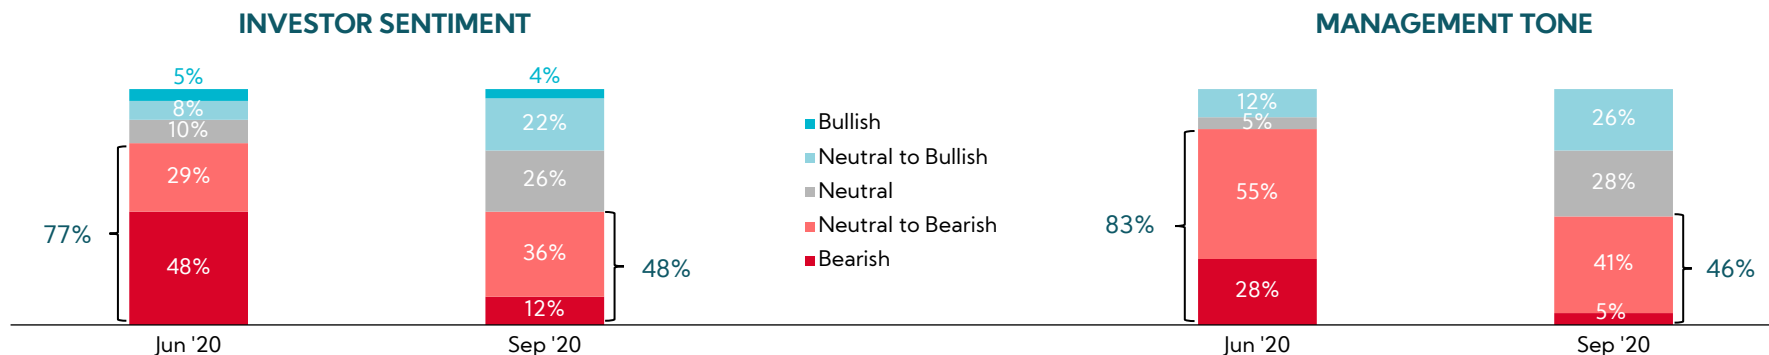 INVESTOR SENTIMENT
5%
8%
10%
29%
48%
77%
Jun '20
4%
22%
26%
36%
12%
48%
Sep '20
Bullish
Neutral to Bullish
Neutral
Neutral to Bearish
Bearish
MANAGEMENT TONE
12%
5%
55%
28%
83%
Jun '20
26%
28%
41%
5%
46%
Sep '20